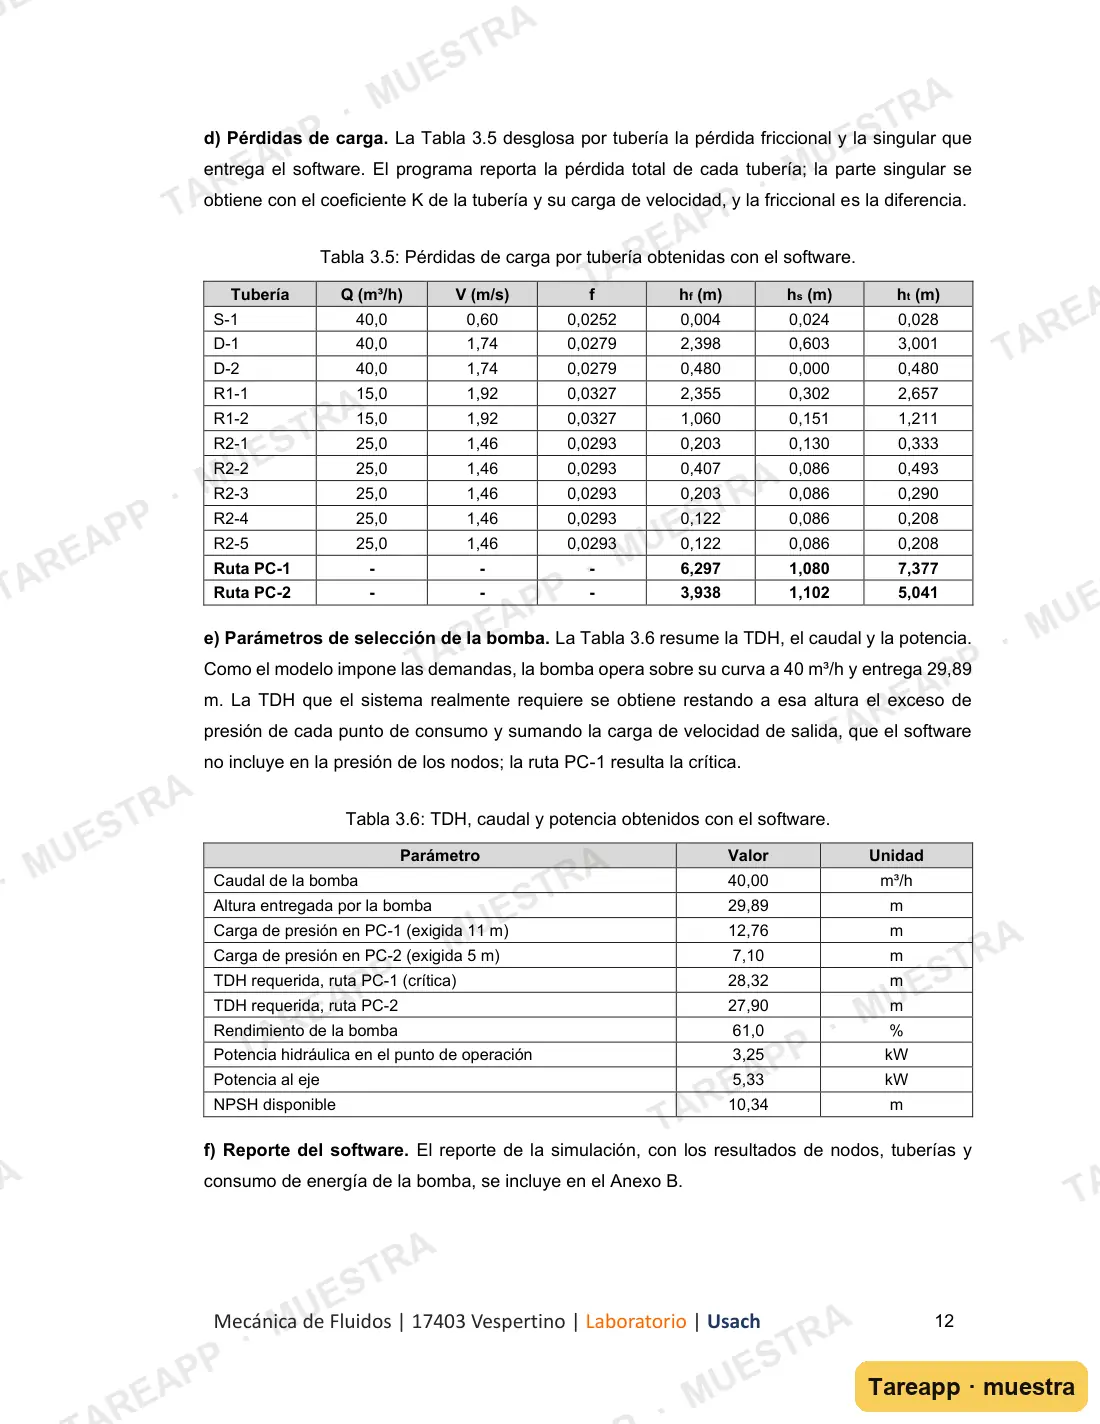 d) Pérdidas de carga. La Tabla 3.5 desglosa por tubería la pérdida friccional y la singular que
entrega el software. El programa reporta la pérdida total de cada tubería; la parte singular se
obtiene con el coeficiente K de la tubería y su carga de velocidad, y la friccional es la diferencia.
Tabla 3.5: Pérdidas de carga por tubería obtenidas con el software.
Tubería Q (m³/h) V (m/s) f hf (m) hs (m) ht (m)
S-1 40,0 0,60 0,0252 0,004 0,024 0,028
D-1 40,0 1,74 0,0279 2,398 0,603 3,001
D-2 40,0 1,74 0,0279 0,480 0,000 0,480
R1-1 15,0 1,92 0,0327 2,355 0,302 2,657
R1-2 15,0 1,92 0,0327 1,060 0,151 1,211
R2-1 25,0 1,46 0,0293 0,203 0,130 0,333
R2-2 25,0 1,46 0,0293 0,407 0,086 0,493
R2-3 25,0 1,46 0,0293 0,203 0,086 0,290
R2-4 25,0 1,46 0,0293 0,122 0,086 0,208
R2-5 25,0 1,46 0,0293 0,122 0,086 0,208
Ruta PC-1 - - - 6,297 1,080 7,377
Ruta PC-2 - - - 3,938 1,102 5,041
e) Parámetros de selección de la bomba. La Tabla 3.6 resume la TDH, el caudal y la potencia.
Como el modelo impone las demandas, la bomba opera sobre su curva a 40 m³/h y entrega 29,89
m. La TDH que el sistema realmente requiere se obtiene restando a esa altura el exceso de
presión de cada punto de consumo y sumando la carga de velocidad de salida, que el software
no incluye en la presión de los nodos; la ruta PC-1 resulta la crítica.
Tabla 3.6: TDH, caudal y potencia obtenidos con el software.
Parámetro Valor Unidad
Caudal de la bomba 40,00 m³/h
Altura entregada por la bomba 29,89 m
Carga de presión en PC-1 (exigida 11 m) 12,76 m
Carga de presión en PC-2 (exigida 5 m) 7,10 m
TDH requerida, ruta PC-1 (crítica) 28,32 m
TDH requerida, ruta PC-2 27,90 m
Rendimiento de la bomba 61,0 %
Potencia hidráulica en el punto de operación 3,25 kW
Potencia al eje 5,33 kW
NPSH disponible 10,34 m
f) Reporte del software. El reporte de la simulación, con los resultados de nodos, tuberías y
consumo de energía de la bomba, se incluye en el Anexo B.
Mecánica de Fluidos | 17403 Vespertino | Laboratorio | Usach 12
Tareapp · muestra
TAREAPP · MUESTRA
TAREAPP · MUESTRA
TAREAPP · MUESTRA
TAREAPP · MUESTRA
TAREAPP · MUESTRA
TAREAPP · MUESTRA
TAREAPP · MUESTRA
TAREAPP · MUESTRA